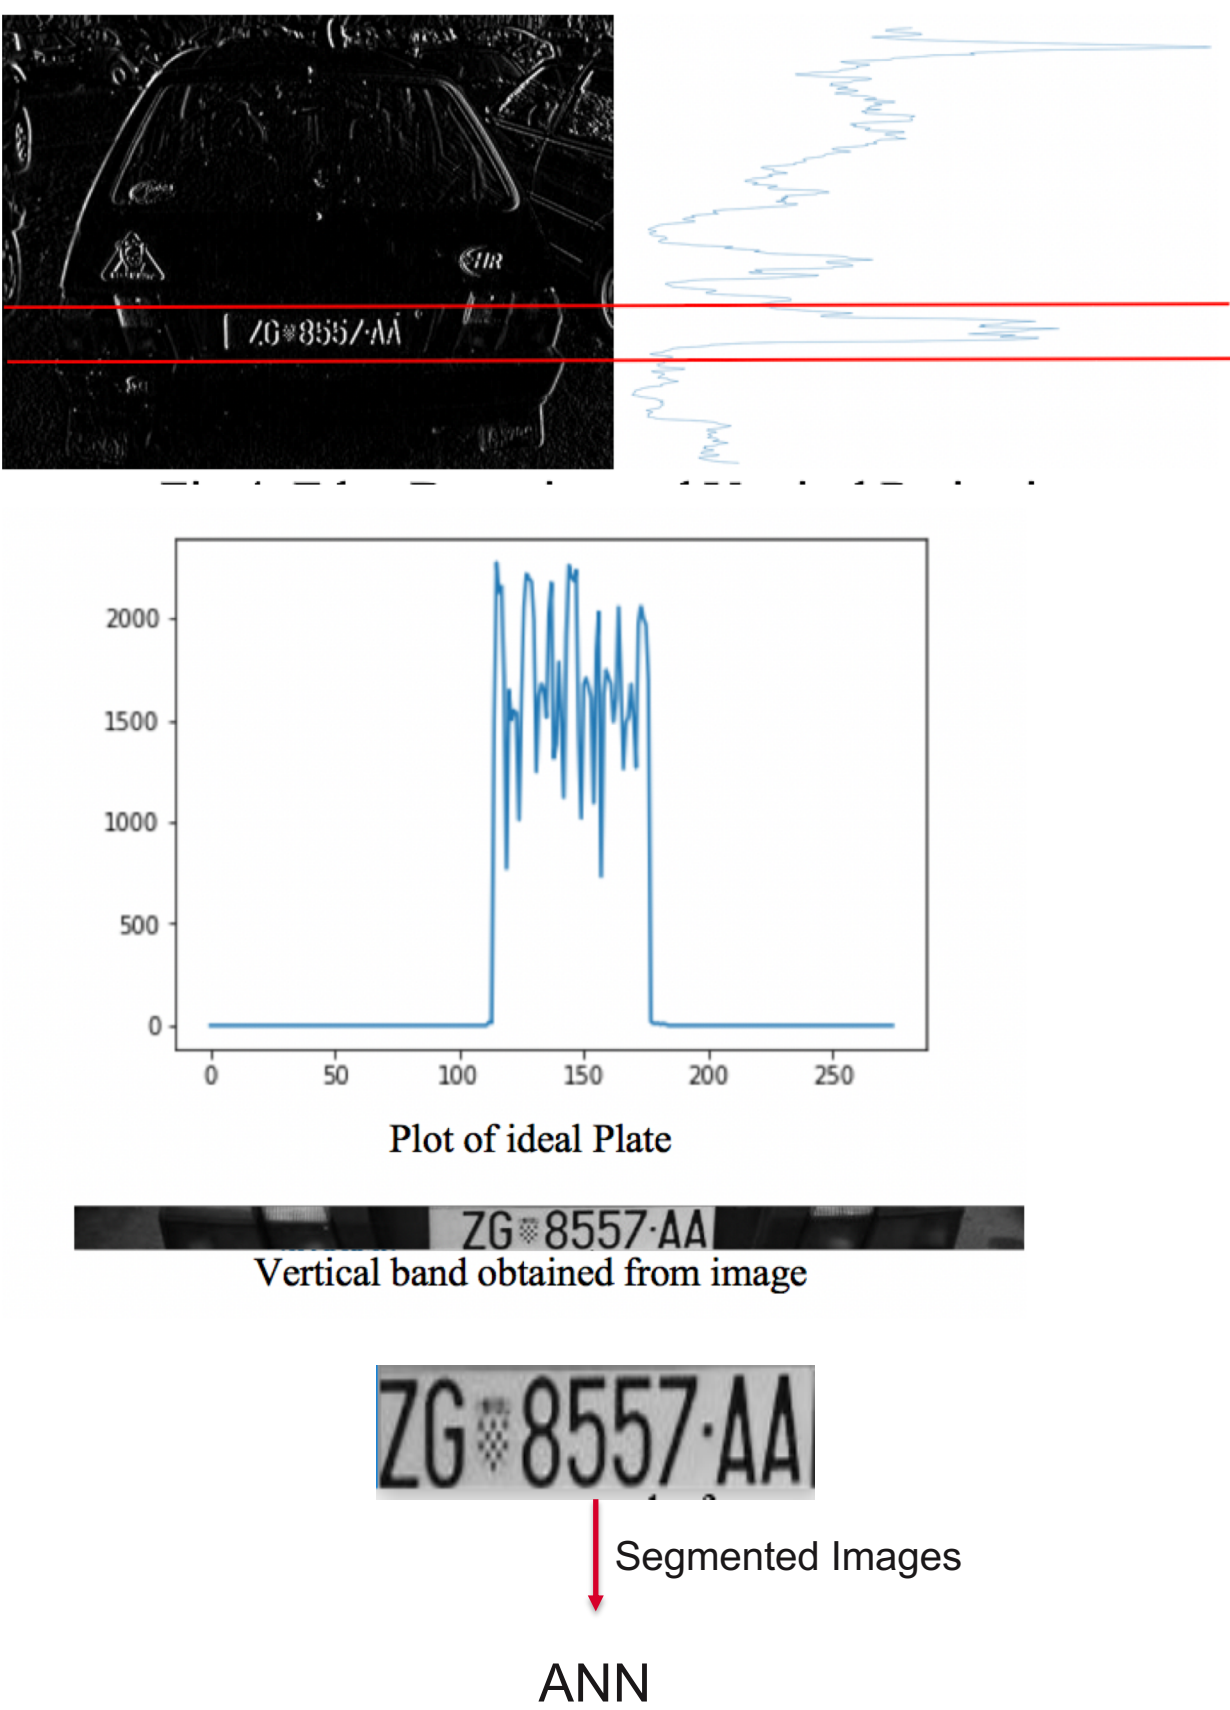 HR
ZG 8557·AA
2000
1500
1000
500
0
0 50 100 150 200 250
Plot of ideal Plate
ZG 8557·AA
Vertical band obtained from image
ZG 8557·AA
Segmented Images
ANN